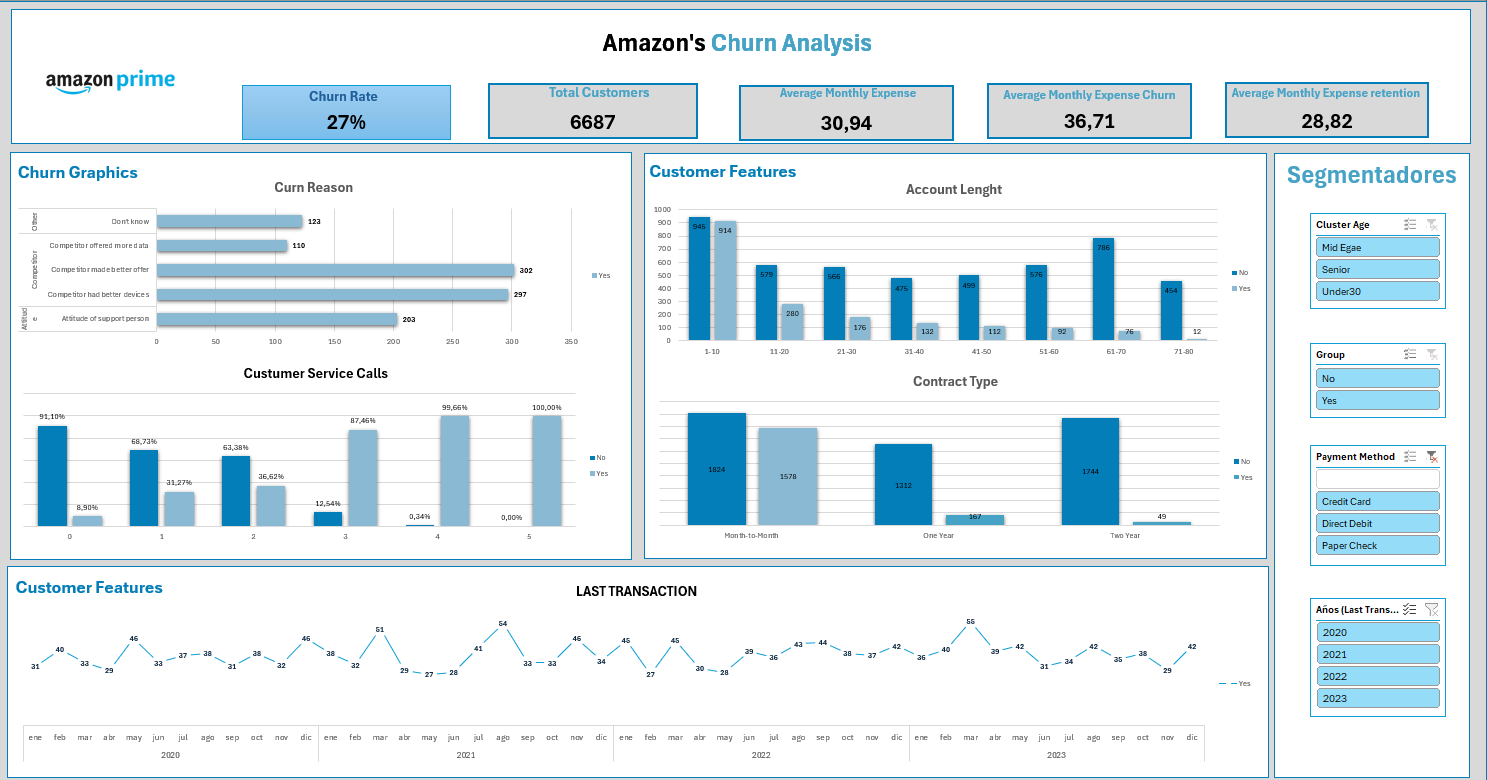 Amazon's Churn Analysis
amazon prime
Churn Rate
27%
Total Customers
6687
Average Monthly Expense
30,94
Average Monthly Expense Churn
36,71
Average Monthly Expense retention
28,82
Churn Graphics
Curn Reason
Other
Don't know
123
Competitor
Competitor offered more data
110
Competitor made better offer
302
Competitor had better devices
297
Attitud
e
Attitude of support person
203
0 50 100 150 200 250 300 350
Yes
Custumer Service Calls
91,10% 8,90% 68,73% 31,27% 63,38% 36,62% 12,54% 87,46% 0,34% 99,66% 0,00% 100,00%
0 1 2 3 4 5
No
Yes
Customer Features
Account Lenght
1000
900
800
700
600
500
400
300
200
100
0
945 914 579 280 566 176 475 132 499 112 576 92 786 76 454 12
1-10 11-20 21-30 31-40 41-50 51-60 61-70 71-80
No
Yes
Contract Type
1824 1578 1312 167 1744 49
Month-to-Month One Year Two Year
No
Yes
Segmentadores
Cluster Age
Mid Egae
Senior
Under30
Group
No
Yes
Payment Method
Credit Card
Direct Debit
Paper Check
Años (Last Trans...
2020
2021
2022
2023
Customer Features
LAST TRANSACTION
31 40 33 29 46 33 37 38 31 38 32 46 38 32 51 29 27 28 41 54 33 33 46 34 45 27 45 30 28 39 36 43 44 38 37 42 36 40 55 39 42 31 34 42 35 38 29 42
Yes
ene feb mar abr may jun jul ago sep oct nov dic ene feb mar abr may jun jul ago sep oct nov dic ene feb mar abr may jun jul ago sep oct nov dic ene feb mar abr may jun jul ago sep oct nov dic
2020 2021 2022 2023